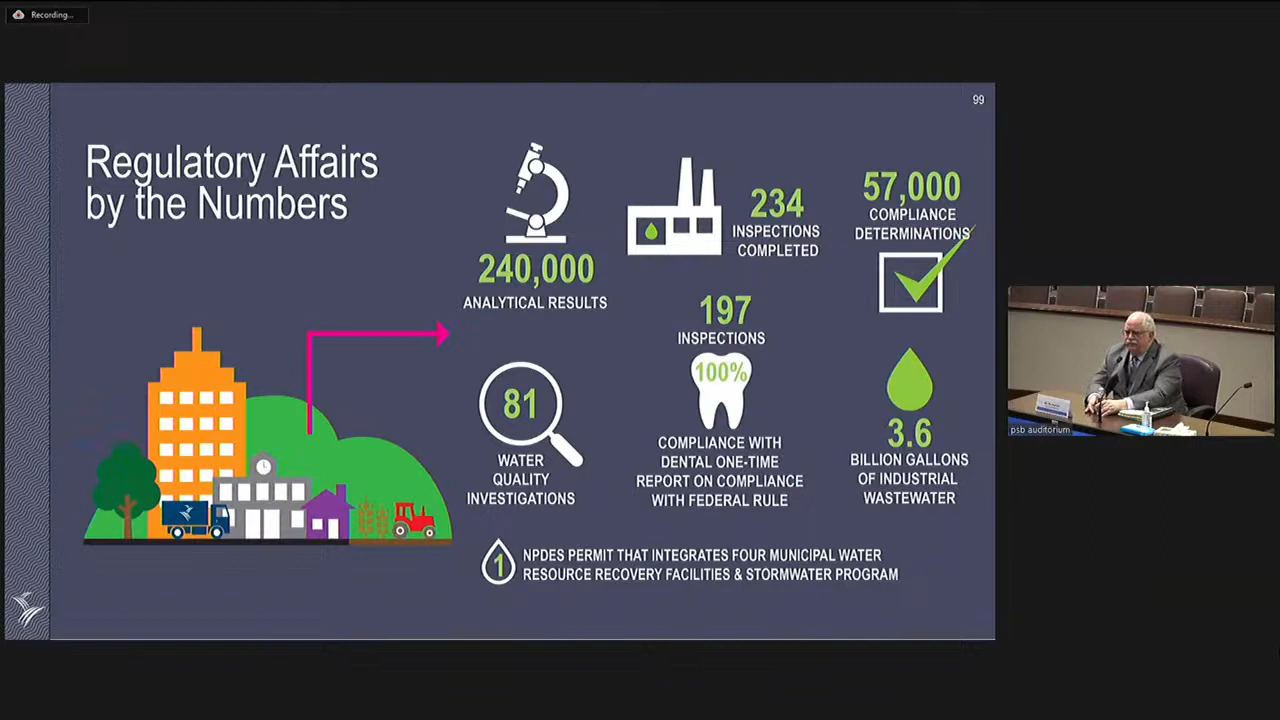 Recording...
99
Regulatory Affairs
by the Numbers
240,000
ANALYTICAL RESULTS
234
INSPECTIONS
COMPLETED
57,000
COMPLIANCE
DETERMINATIONS
81
WATER
QUALITY
INVESTIGATIONS
197
INSPECTIONS
100%
COMPLIANCE WITH
DENTAL ONE-TIME
REPORT ON COMPLIANCE
WITH FEDERAL RULE
3.6
BILLION GALLONS
OF INDUSTRIAL
WASTEWATER
1
NPDES PERMIT THAT INTEGRATES FOUR MUNICIPAL WATER
RESOURCE RECOVERY FACILITIES & STORMWATER PROGRAM
psb auditorium